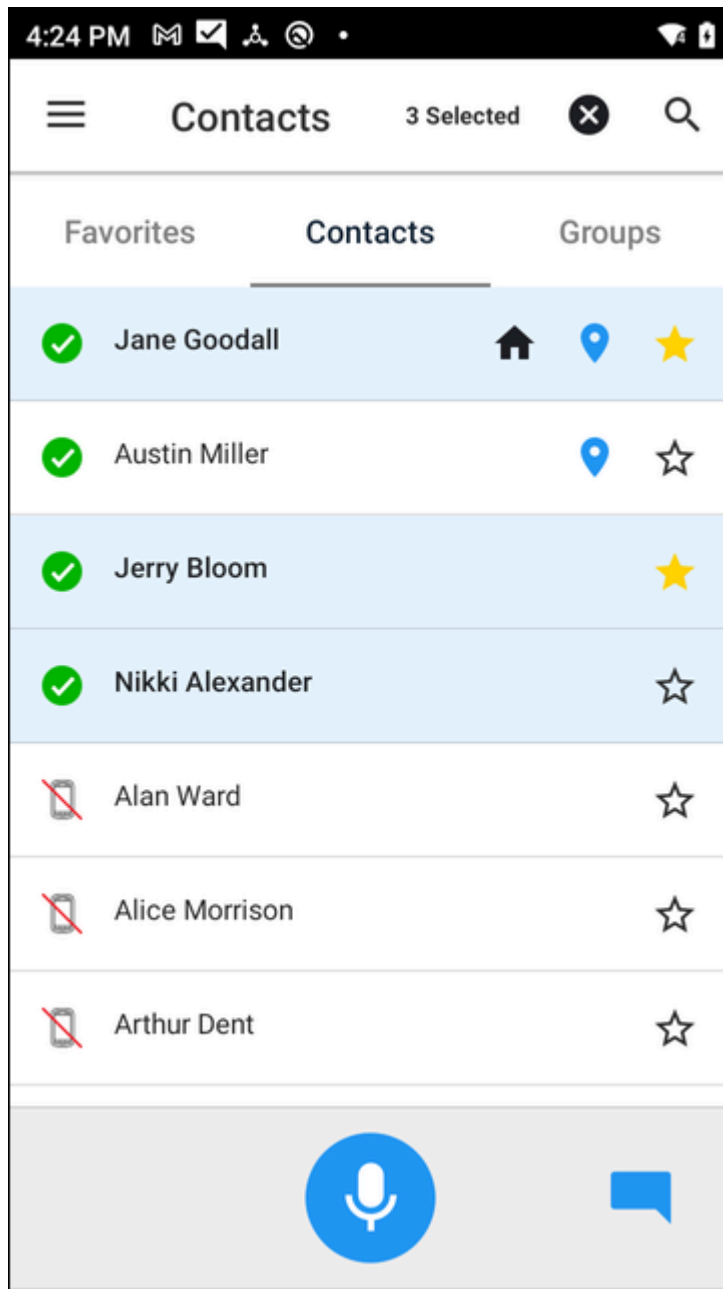 4:24 PM
Contacts 3 Selected
Favorites Contacts Groups
Jane Goodall
Austin Miller
Jerry Bloom
Nikki Alexander
Alan Ward
Alice Morrison
Arthur Dent